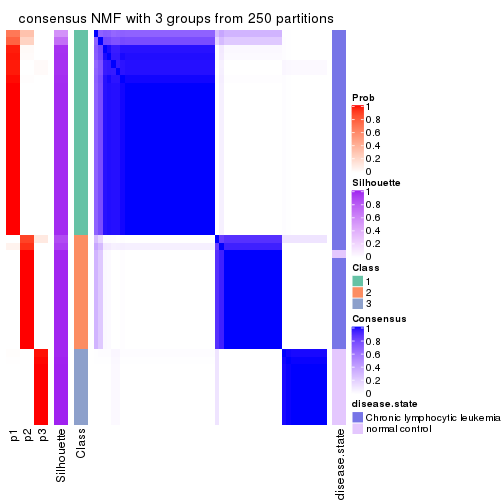 consensus NMF with 3 groups from 250 partitions
Prob
1
0.8
0.6
0.4
0.2
0
Silhouette
1
0.8
0.6
0.4
0.2
0
Class
1
2
3
Consensus
1
0.8
0.6
0.4
0.2
0
disease.state
Chronic lymphocytic leukemia
normal control
p1
p2
p3
Silhouette
Class
disease.state